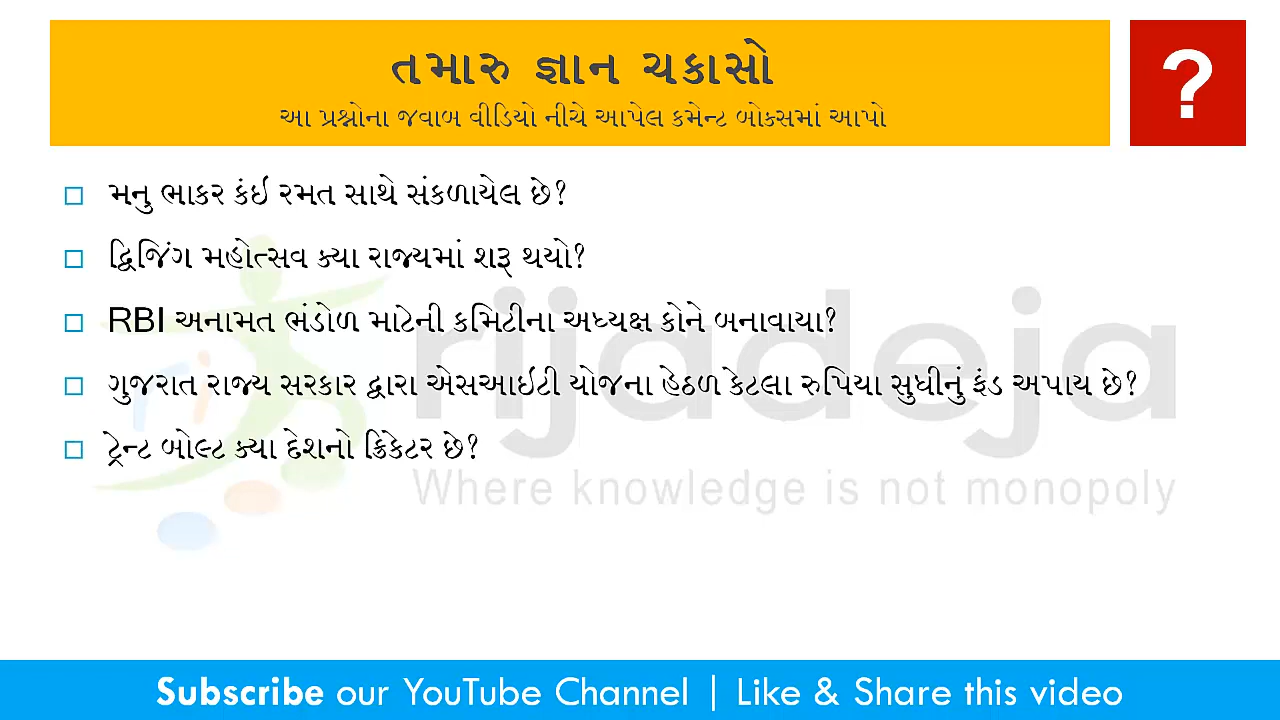 તમારુ જ્ઞાન ચકાસો
?
આ પ્રશ્નોના જવાબ વીડિયો નીચે આપેલ કમેન્ટ બોક્સમાં આપો
મનુ ભાકર કંઇ રમત સાથે સંકળાયેલ છે?
દ્વિજિંગ મહોત્સવ ક્યા રાજ્યમાં શરૂ થયો?
RBI અનામત ભંડોળ માટેની કમિટીના અધ્યક્ષ કોને બનાવાયા?
ગુજરાત રાજ્ય સરકાર દ્વારા એસઆઇટી યોજના હેઠળ કેટલા રુપિયા સુધીનું ફંડ અપાય છે?
ટ્રેન્ટ બોલ્ટ ક્યા દેશનો ક્રિકેટર છે?
rijadeja
Where knowledge is not monopoly
Subscribe our YouTube Channel | Like & Share this video